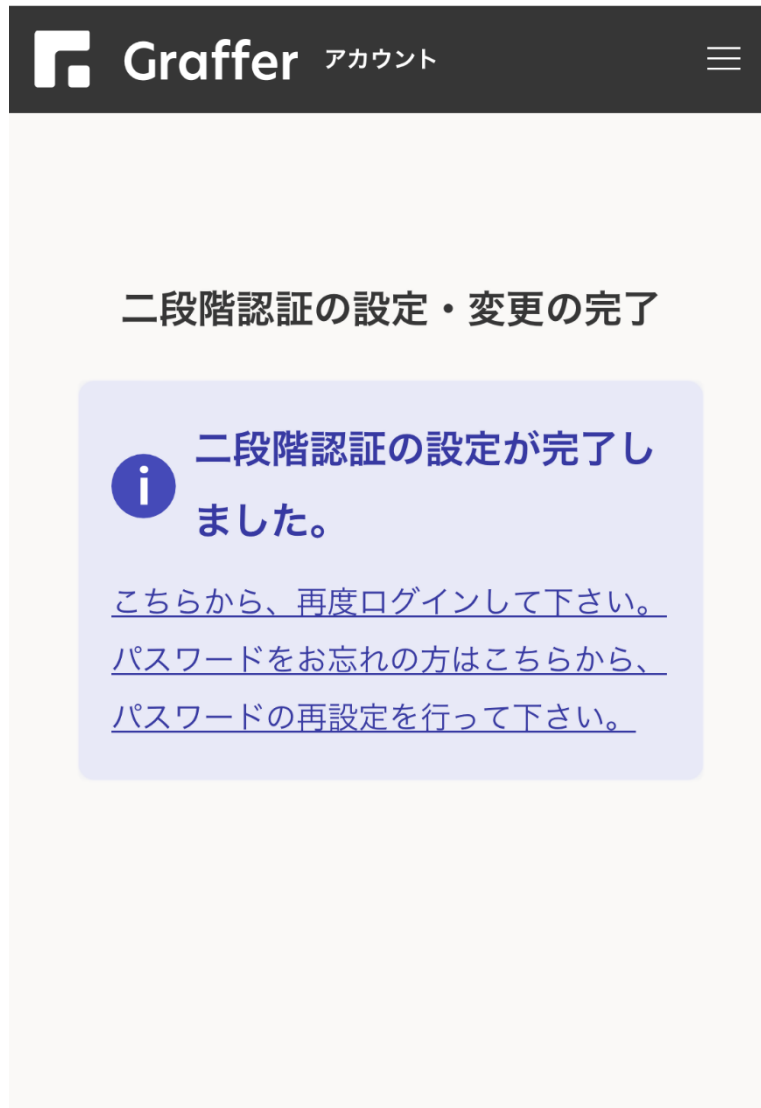 Graffer アカウント
二段階認証の設定・変更の完了
二段階認証の設定が完了し
ました。
こちらから、再度ログインして下さい。
パスワードをお忘れの方はこちらから、
パスワードの再設定を行って下さい。